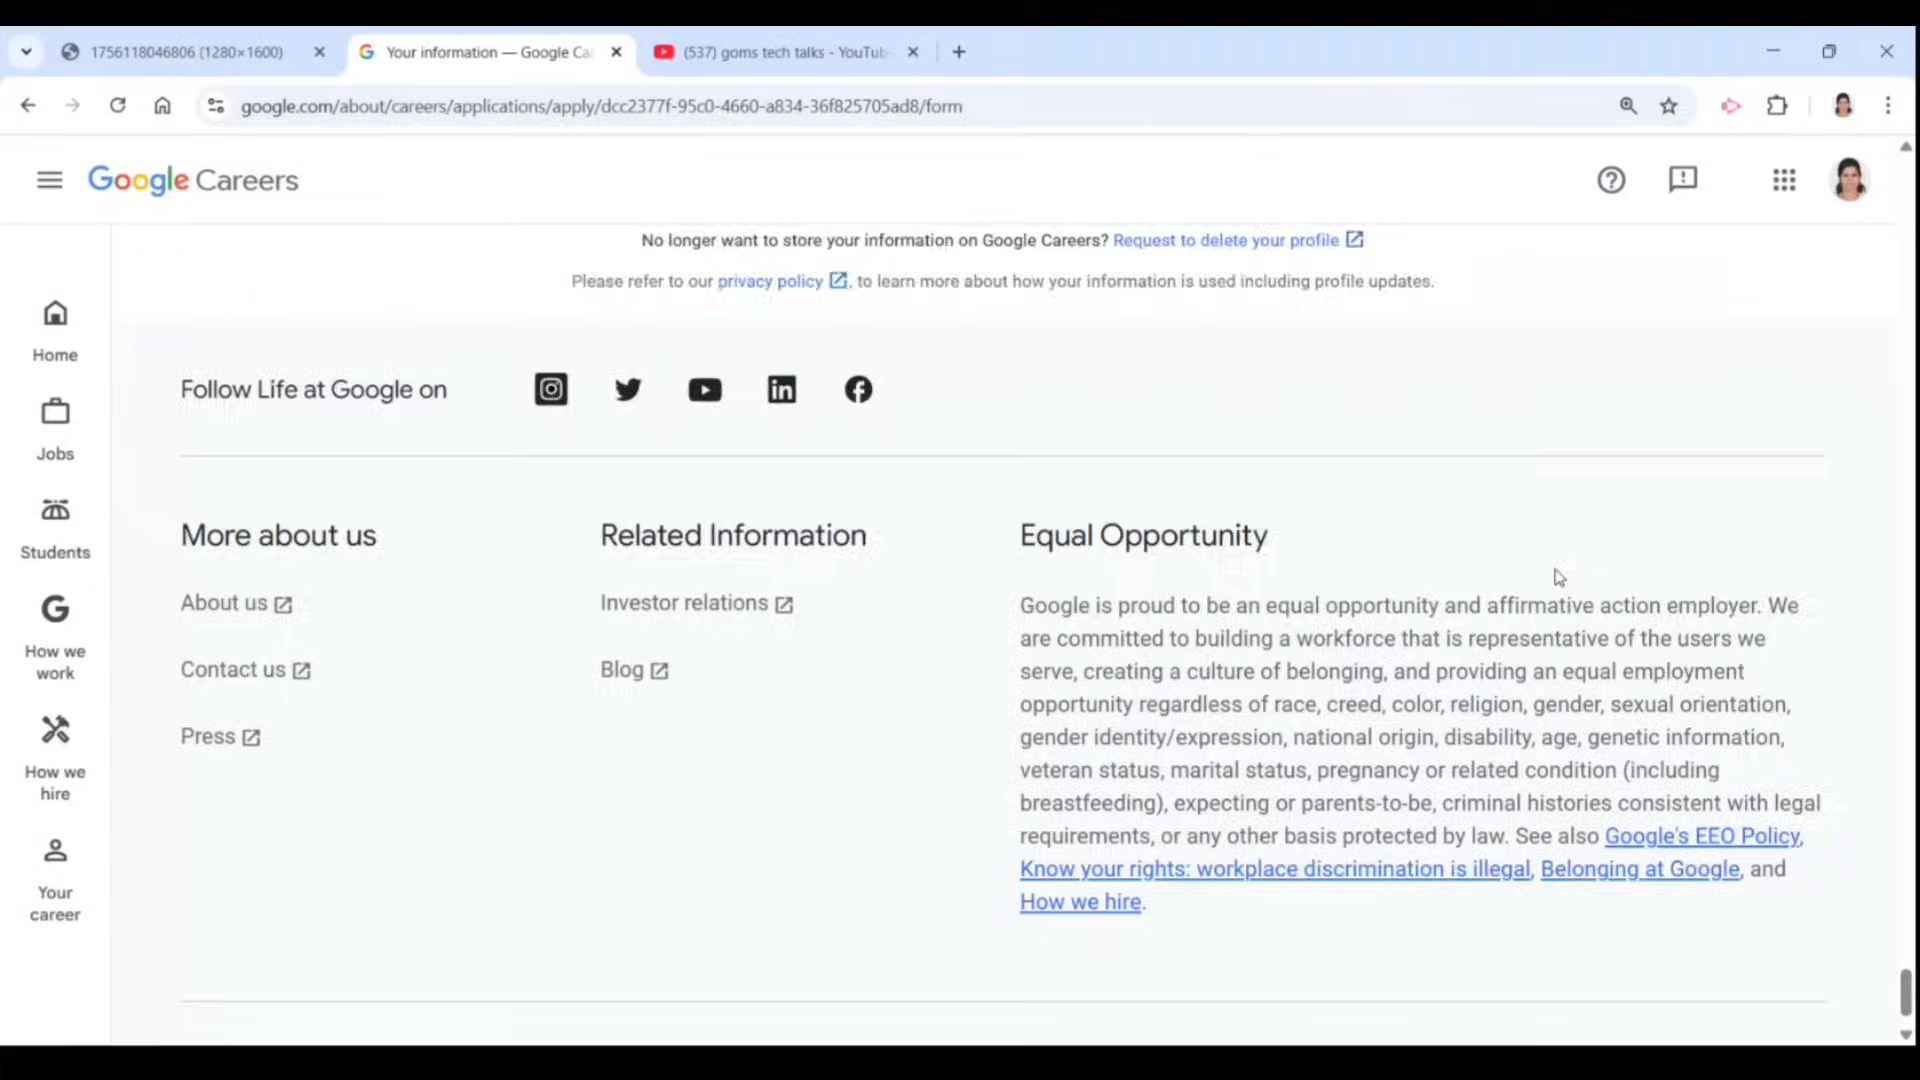 1756118046806 (1280×1600)
Your information — Google Ca
(537) goms tech talks - YouTub
google.com/about/careers/applications/apply/dcc2377f-95c0-4660-a834-36f825705ad8/form
Google Careers
No longer want to store your information on Google Careers? Request to delete your profile
Please refer to our privacy policy, to learn more about how your information is used including profile updates.
Home
Jobs
Students
How we
work
How we
hire
Your
career
Follow Life at Google on
More about us
About us
Contact us
Press
Related Information
Investor relations
Blog
Equal Opportunity
Google is proud to be an equal opportunity and affirmative action employer. We
are committed to building a workforce that is representative of the users we
serve, creating a culture of belonging, and providing an equal employment
opportunity regardless of race, creed, color, religion, gender, sexual orientation,
gender identity/expression, national origin, disability, age, genetic information,
veteran status, marital status, pregnancy or related condition (including
breastfeeding), expecting or parents-to-be, criminal histories consistent with legal
requirements, or any other basis protected by law. See also Google's EEO Policy,
Know your rights: workplace discrimination is illegal, Belonging at Google, and
How we hire.